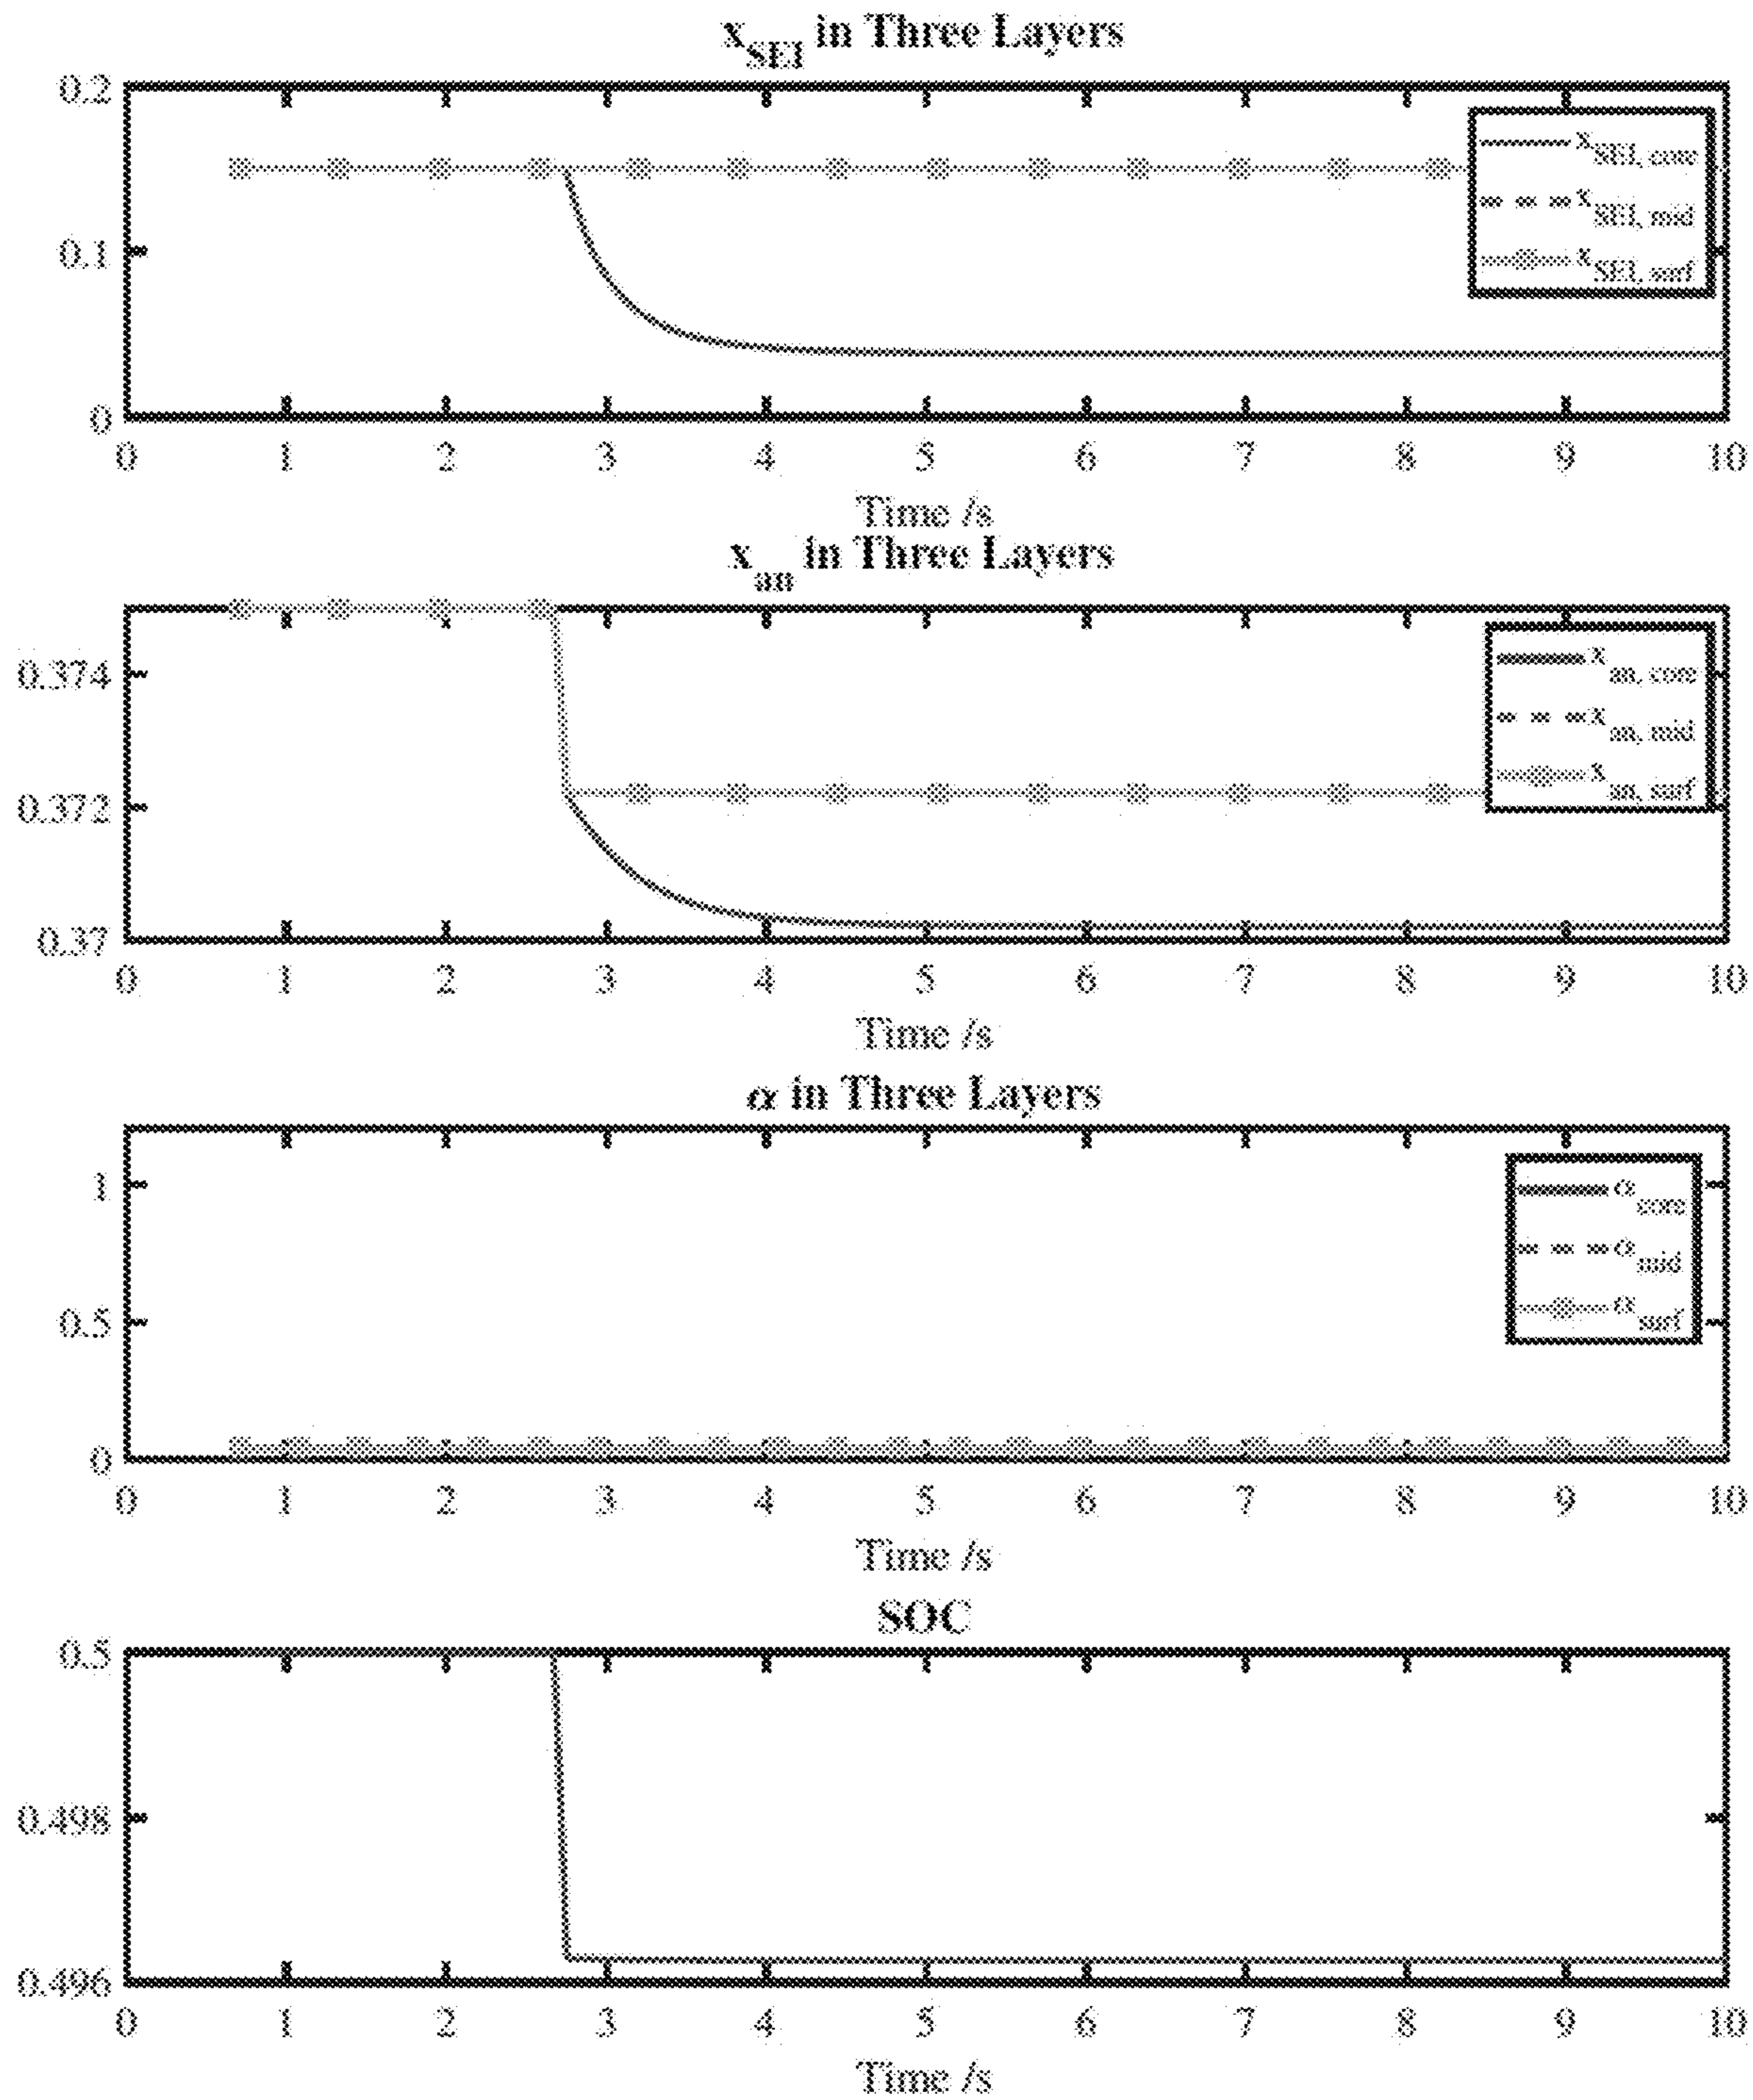 x_SEI in Three Layers
0.2
0.1
0
x_SEI, core
x_SEI, mid
x_SEI, surf
0 1 2 3 4 5 6 7 8 9 10
Time /s
x_an in Three Layers
0.374
0.372
0.37
x_an, core
x_an, mid
x_an, surf
0 1 2 3 4 5 6 7 8 9 10
Time /s
α in Three Layers
1
0.5
0
α_core
α_mid
α_surf
0 1 2 3 4 5 6 7 8 9 10
Time /s
SOC
0.5
0.498
0.496
0 1 2 3 4 5 6 7 8 9 10
Time /s